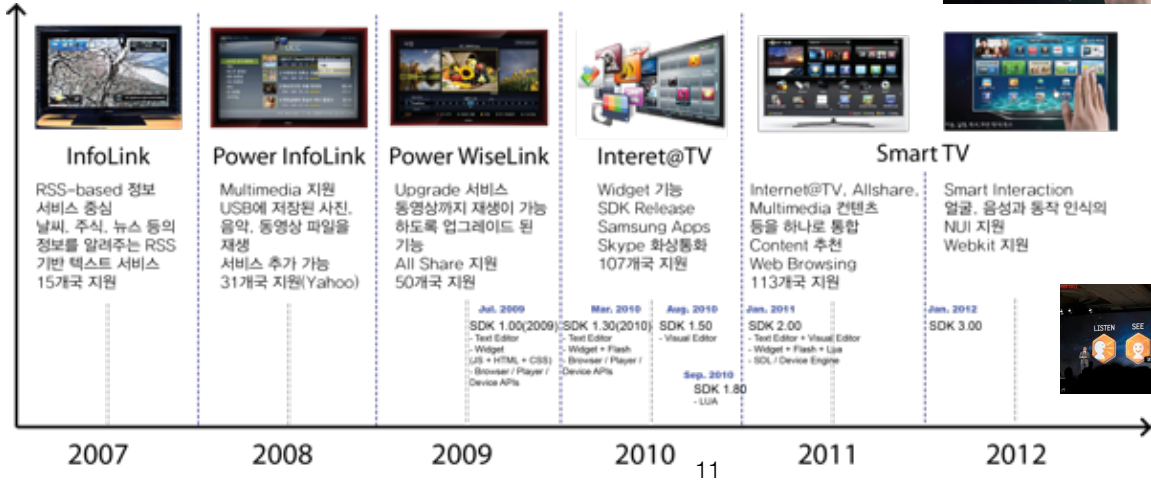 InfoLink
RSS-based 정보
서비스 중심
날씨, 주식, 뉴스 등의
정보를 알려주는 RSS
기반 텍스트 서비스
15개국 지원
Power InfoLink
Multimedia 지원
USB에 저장된 사진,
음악, 동영상 파일을
재생
서비스 추가 가능
31개국 지원(Yahoo)
Power WiseLink
Upgrade 서비스
동영상까지 재생이 가능
하도록 업그레이드 된
기능
All Share 지원
50개국 지원
Jul. 2009
SDK 1.00(2009)
- Text Editor
- Widget
(JS + HTML + CSS)
- Browser / Player /
Device APIs
Interet@TV
Widget 기능
SDK Release
Samsung Apps
Skype 화상통화
107개국 지원
Mar. 2010
SDK 1.30(2010)
- Text Editor
- Widget + Flash
- Browser / Player /
Device APIs
Aug. 2010
SDK 1.50
- Visual Editor
Sep. 2010
SDK 1.80
- LUA
Smart TV
Internet@TV, Allshare,
Multimedia 컨텐츠
등을 하나로 통합
Content 추천
Web Browsing
113개국 지원
Jan. 2011
SDK 2.00
- Text Editor + Visual Editor
- Widget + Flash + Lua
- SDL / Device Engine
Smart Interaction
얼굴, 음성과 동작 인식의
NUI 지원
Webkit 지원
Jan. 2012
SDK 3.00
LISTEN SEE
2007
2008
2009
2010
2011
2012
11